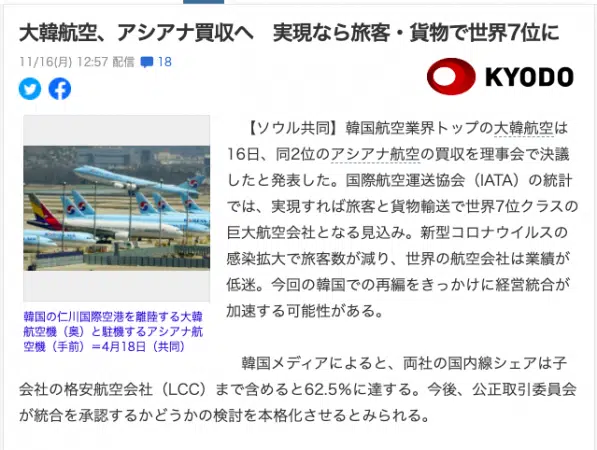 大韓航空、アシアナ買収へ　実現なら旅客・貨物で世界7位に
11/16(月) 12:57 配信 18
KYODO
【ソウル共同】韓国航空業界トップの大韓航空は
16日、同2位のアシアナ航空の買収を理事会で決議
したと発表した。国際航空運送協会（IATA）の統計
では、実現すれば旅客と貨物輸送で世界7位クラスの
巨大航空会社となる見込み。新型コロナウイルスの
感染拡大で旅客数が減り、世界の航空会社は業績が
低迷。今回の韓国での再編をきっかけに経営統合が
加速する可能性がある。
韓国の仁川国際空港を離陸する大韓
航空機（奥）と駐機するアシアナ航
空機（手前）＝4月18日（共同）
韓国メディアによると、両社の国内線シェアは子
会社の格安航空会社（LCC）まで含めると62.5％に達する。今後、公正取引委員会
が統合を承認するかどうかの検討を本格化させるとみられる。